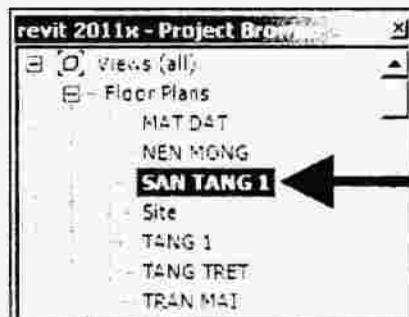 revit 2011x - Project Brow
Views (all)
Floor Plans
MAT DAT
NEN MONG
SAN TANG 1
Site
TANG 1
TANG TRET
TRAN MAI